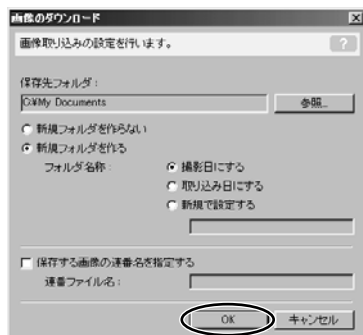 画像のダウンロード
画像取り込みの設定を行います。
?
保存先フォルダ:
C:¥My Documents
参照...
新規フォルダを作らない
新規フォルダを作る
フォルダ名称:
撮影日にする
取り込み日にする
新規で設定する
保存する画像の連番名を指定する
連番ファイル名:
OK
キャンセル